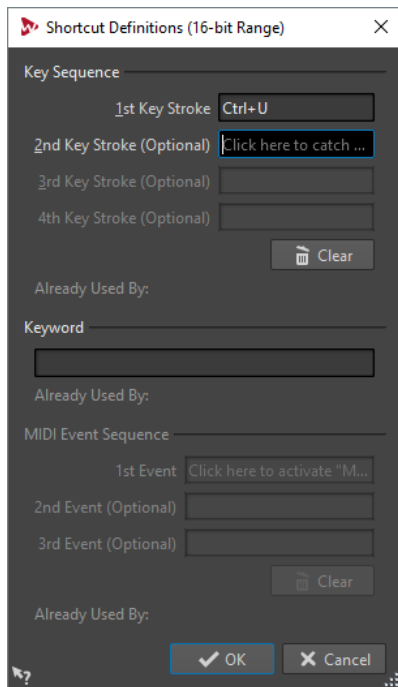 Shortcut Definitions (16-bit Range)
Key Sequence
1st Key Stroke Ctrl+U
2nd Key Stroke (Optional) Click here to catch ...
3rd Key Stroke (Optional)
4th Key Stroke (Optional)
Clear
Already Used By:
Keyword
Already Used By:
MIDI Event Sequence
1st Event Click here to activate "M...
2nd Event (Optional)
3rd Event (Optional)
Clear
Already Used By:
OK Cancel